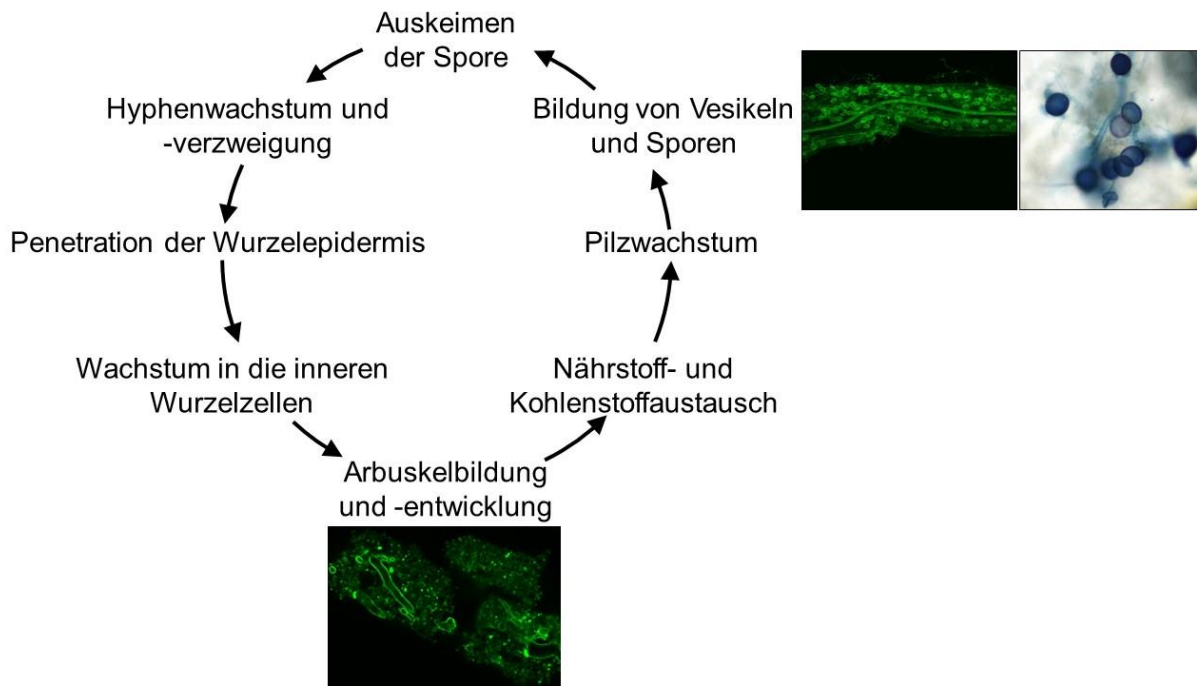 Auskeimen
der Spore
Hyphenwachstum und
-verzweigung
Penetration der Wurzelepidermis
Wachstum in die inneren
Wurzelzellen
Arbuskelbildung
und -entwicklung
Nährstoff- und
Kohlenstoffaustausch
Pilzwachstum
Bildung von Vesikeln
und Sporen